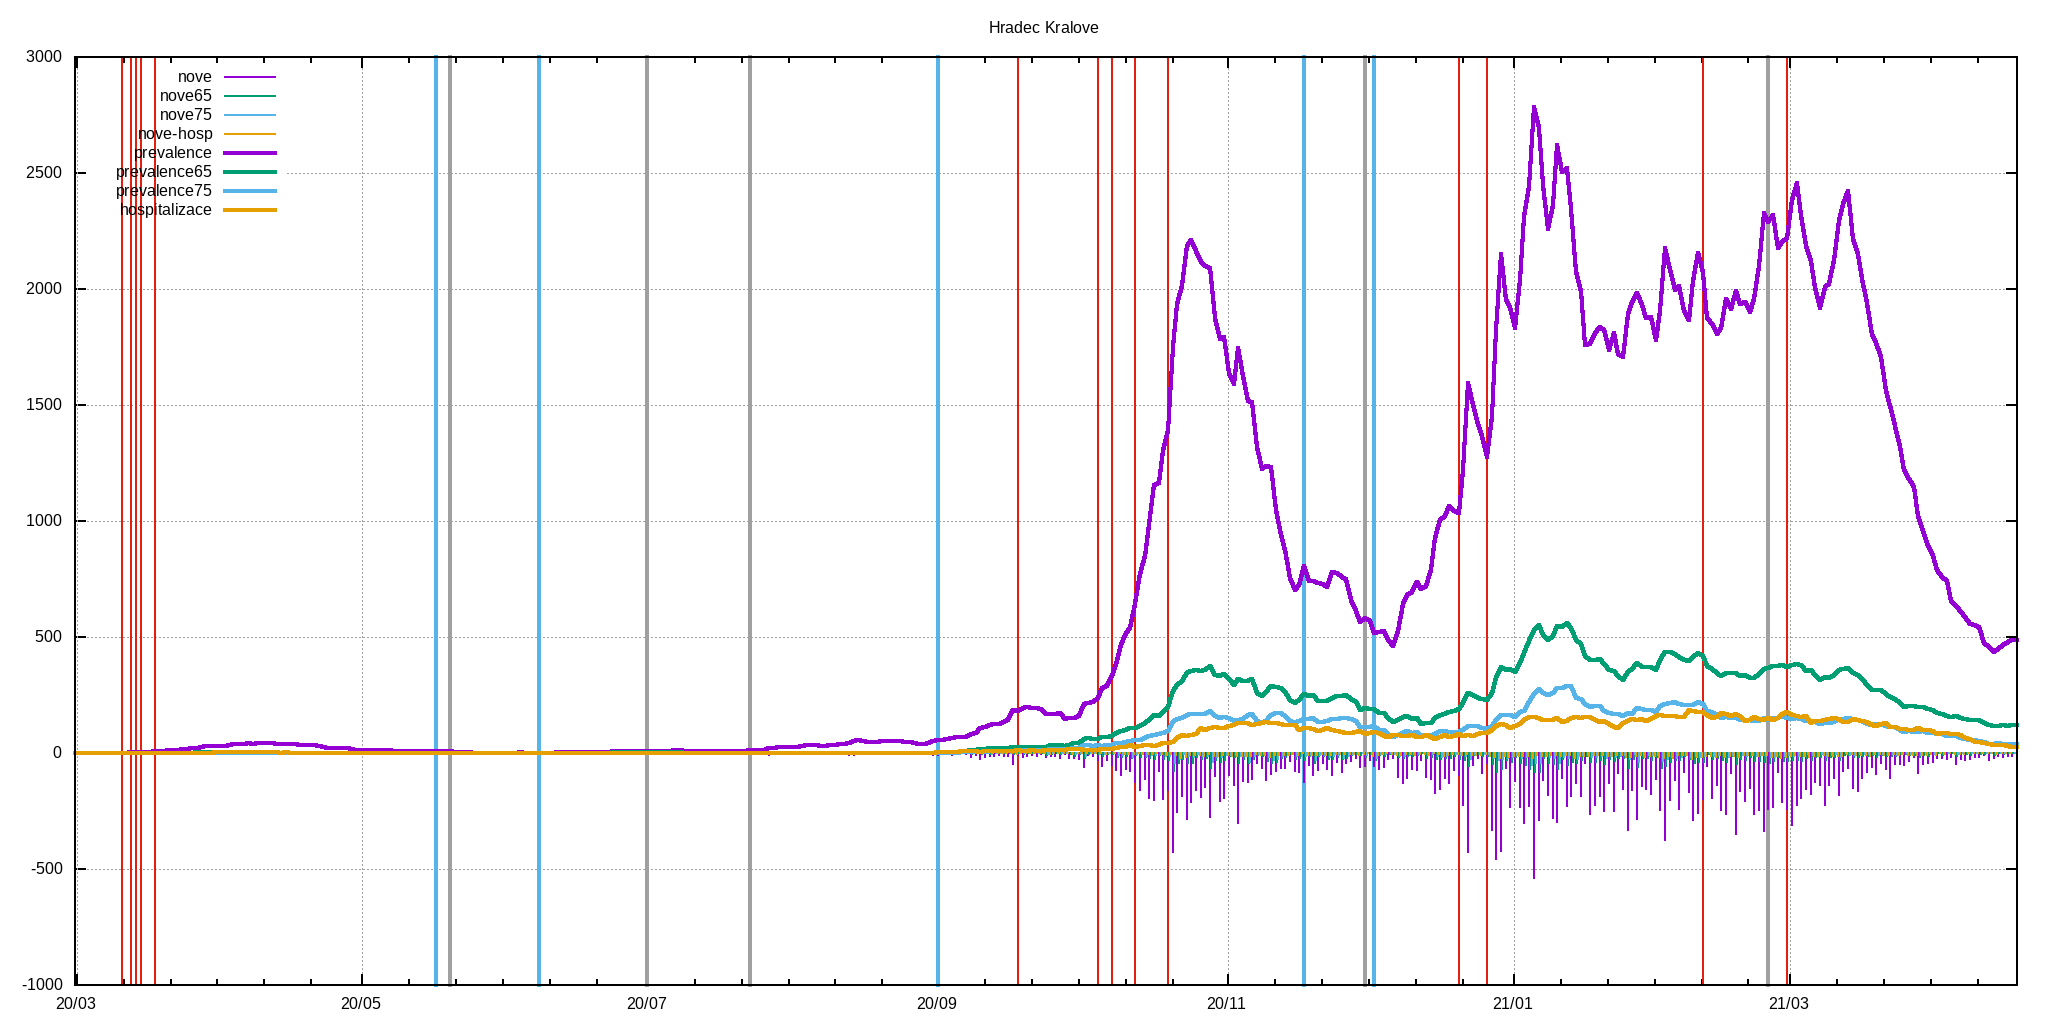 Hradec Kralove
3000
2500
2000
1500
1000
500
0
-500
-1000
nove
nove65
nove75
nove-hosp
prevalence
prevalence65
prevalence75
hospitalizace
20/03 20/05 20/07 20/09 20/11 21/01 21/03